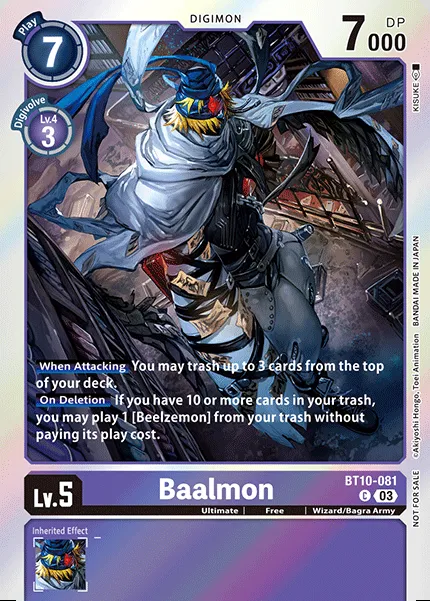 DIGIMON
Play
7
7000
DP
Digivolve
Lv.4
3
KISUKE
©Akiyoshi Hongo, Toei Animation BANDAI MADE IN JAPAN
NOT FOR SALE
When Attacking You may trash up to 3 cards from the top
of your deck.
On Deletion If you have 10 or more cards in your trash,
you may play 1 [Beelzemon] from your trash without
paying its play cost.
Lv.5
Baalmon
BT10-081
C 03
Ultimate | Free | Wizard/Bagra Army
Inherited Effect
–